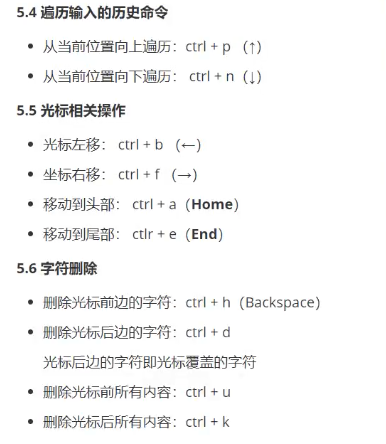 5.4 遍历输入的历史命令
从当前位置向上遍历：ctrl + p （↑）
从当前位置向下遍历： ctrl + n（↓）
5.5 光标相关操作
光标左移： ctrl + b （←）
坐标右移： ctrl + f （→）
移动到头部： ctrl + a（Home）
移动到尾部： ctlr + e（End）
5.6 字符删除
删除光标前边的字符：ctrl + h（Backspace）
删除光标后边的字符：ctrl + d
光标后边的字符即光标覆盖的字符
删除光标前所有内容：ctrl + u
删除光标后所有内容：ctrl + k